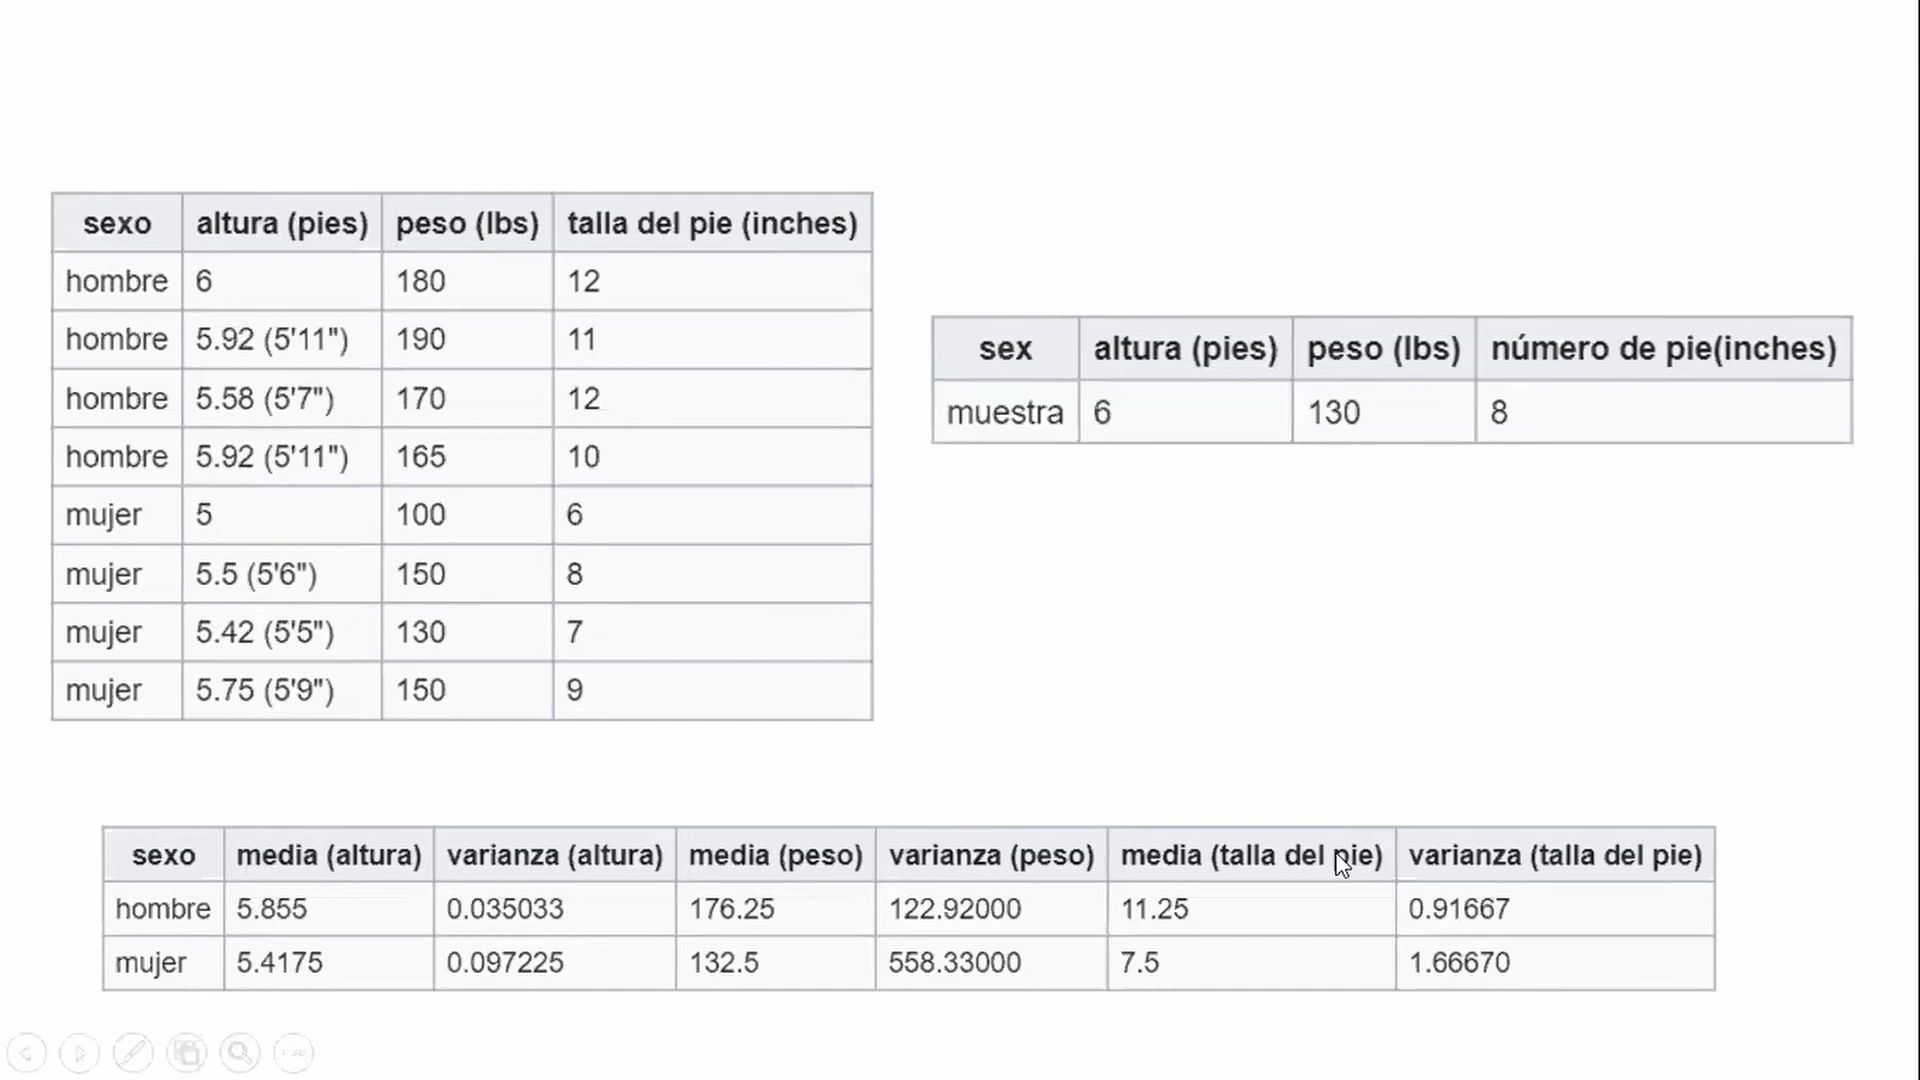 sexo altura (pies) peso (lbs) talla del pie (inches)
hombre 6 180 12
hombre 5.92 (5'11") 190 11
hombre 5.58 (5'7") 170 12
hombre 5.92 (5'11") 165 10
mujer 5 100 6
mujer 5.5 (5'6") 150 8
mujer 5.42 (5'5") 130 7
mujer 5.75 (5'9") 150 9
sex altura (pies) peso (lbs) número de pie(inches)
muestra 6 130 8
sexo media (altura) varianza (altura) media (peso) varianza (peso) media (talla del pie) varianza (talla del pie)
hombre 5.855 0.035033 176.25 122.92000 11.25 0.91667
mujer 5.4175 0.097225 132.5 558.33000 7.5 1.66670